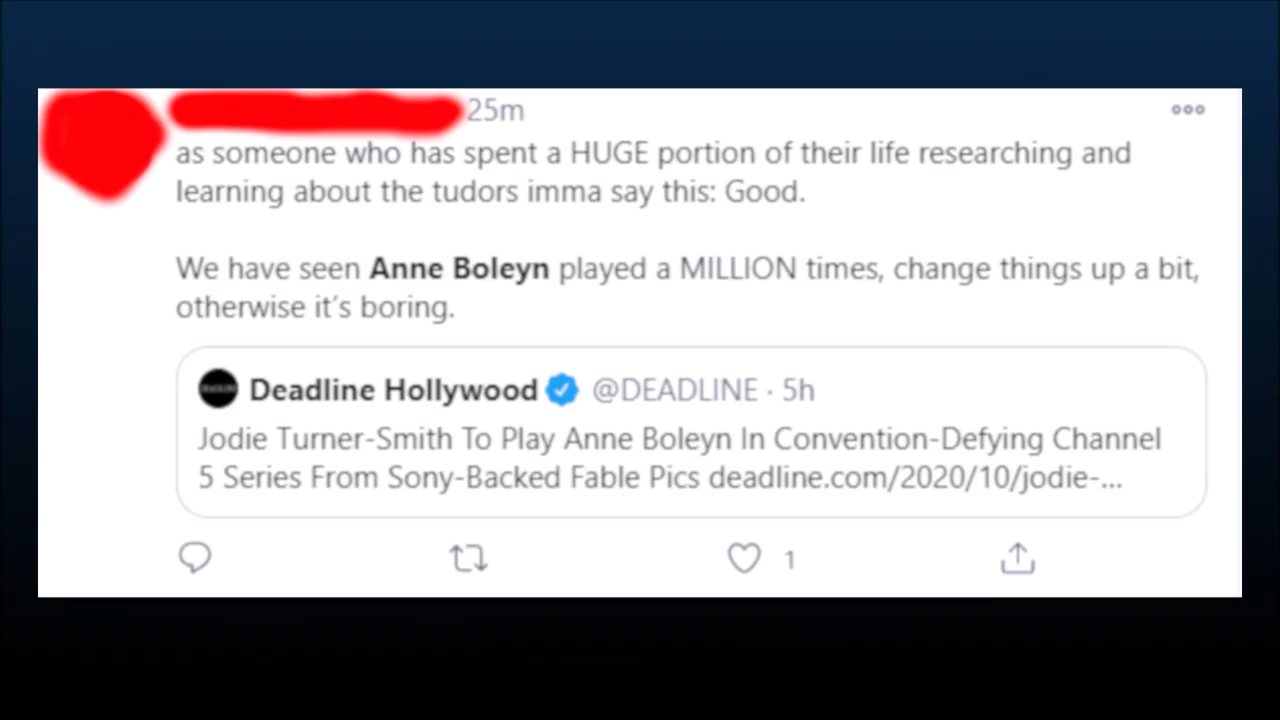 25m
as someone who has spent a HUGE portion of their life researching and
learning about the tudors imma say this: Good.
We have seen Anne Boleyn played a MILLION times, change things up a bit,
otherwise it's boring.
Deadline Hollywood @DEADLINE · 5h
Jodie Turner-Smith To Play Anne Boleyn In Convention-Defying Channel
5 Series From Sony-Backed Fable Pics deadline.com/2020/10/jodie-...
1